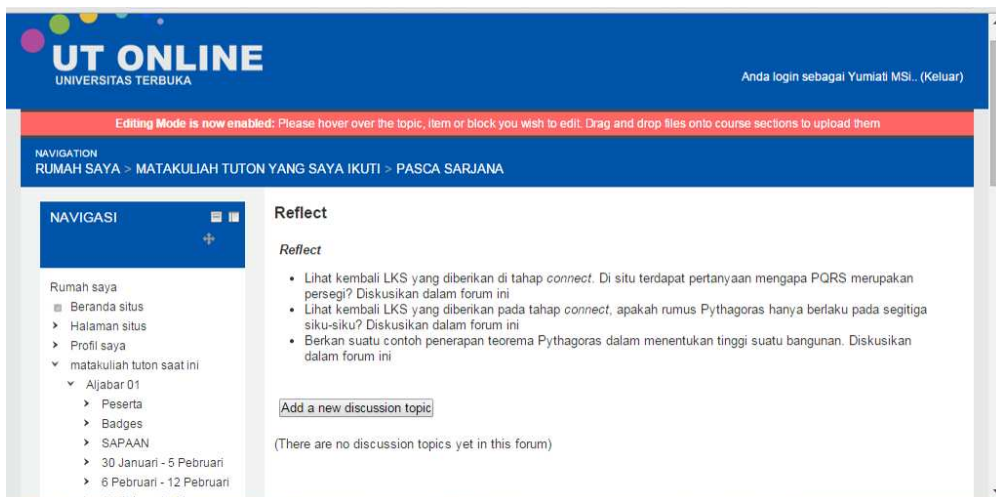 UT ONLINE
UNIVERSITAS TERBUKA
Anda login sebagai Yumiati MSi.. (Keluar)
Editing Mode is now enabled: Please hover over the topic, item or block you wish to edit. Drag and drop files onto course sections to upload them
NAVIGATION
RUMAH SAYA > MATAKULIAH TUTON YANG SAYA IKUTI > PASCA SARJANA
NAVIGASI
Rumah saya
Beranda situs
Halaman situs
Profil saya
matakuliah tuton saat ini
Aljabar 01
Peserta
Badges
SAPAAN
30 Januari - 5 Pebruari
6 Pebruari - 12 Pebruari
Reflect
Reflect
• Lihat kembali LKS yang diberikan di tahap connect. Di situ terdapat pertanyaan mengapa PQRS merupakan
persegi? Diskusikan dalam forum ini
• Lihat kembali LKS yang diberikan pada tahap connect, apakah rumus Pythagoras hanya berlaku pada segitiga
siku-siku? Diskusikan dalam forum ini
• Berkan suatu contoh penerapan teorema Pythagoras dalam menentukan tinggi suatu bangunan. Diskusikan
dalam forum ini
Add a new discussion topic
(There are no discussion topics yet in this forum)